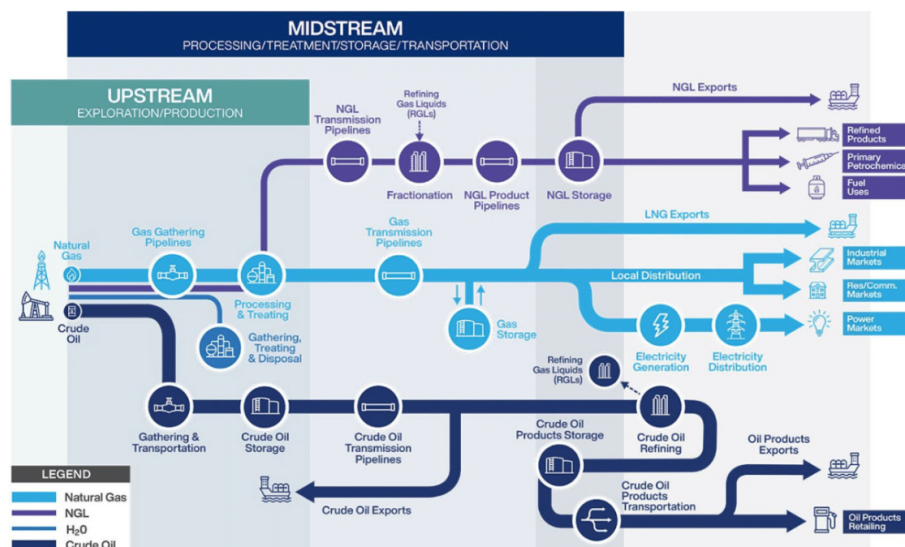 MIDSTREAM
PROCESSING/TREATMENT/STORAGE/TRANSPORTATION
UPSTREAM
EXPLORATION/PRODUCTION
NGL
Transmission
Pipelines
Refining
Gas Liquids
(RGLs)
Fractionation
NGL Product
Pipelines
NGL Storage
NGL Exports
Refined
Products
Primary
Petrochemica
Fuel
Uses
Natural
Gas
Gas Gathering
Pipelines
Processing
& Treating
Gas
Transmission
Pipelines
LNG Exports
Local Distribution
Industrial
Markets
Res/Comm.
Markets
Gas
Storage
Electricity
Generation
Electricity
Distribution
Power
Markets
Crude
Oil
Gathering,
Treating
& Disposal
Gathering &
Transportation
Crude Oil
Storage
Crude Oil
Transmission
Pipelines
Crude Oil Exports
Refining
Gas Liquids
(RGLs)
Crude Oil
Refining
Crude Oil
Products Storage
Crude Oil
Products
Transportation
Oil Products
Exports
Oil Products
Retailing
LEGEND
Natural Gas
NGL
H₂0
Crude Oil